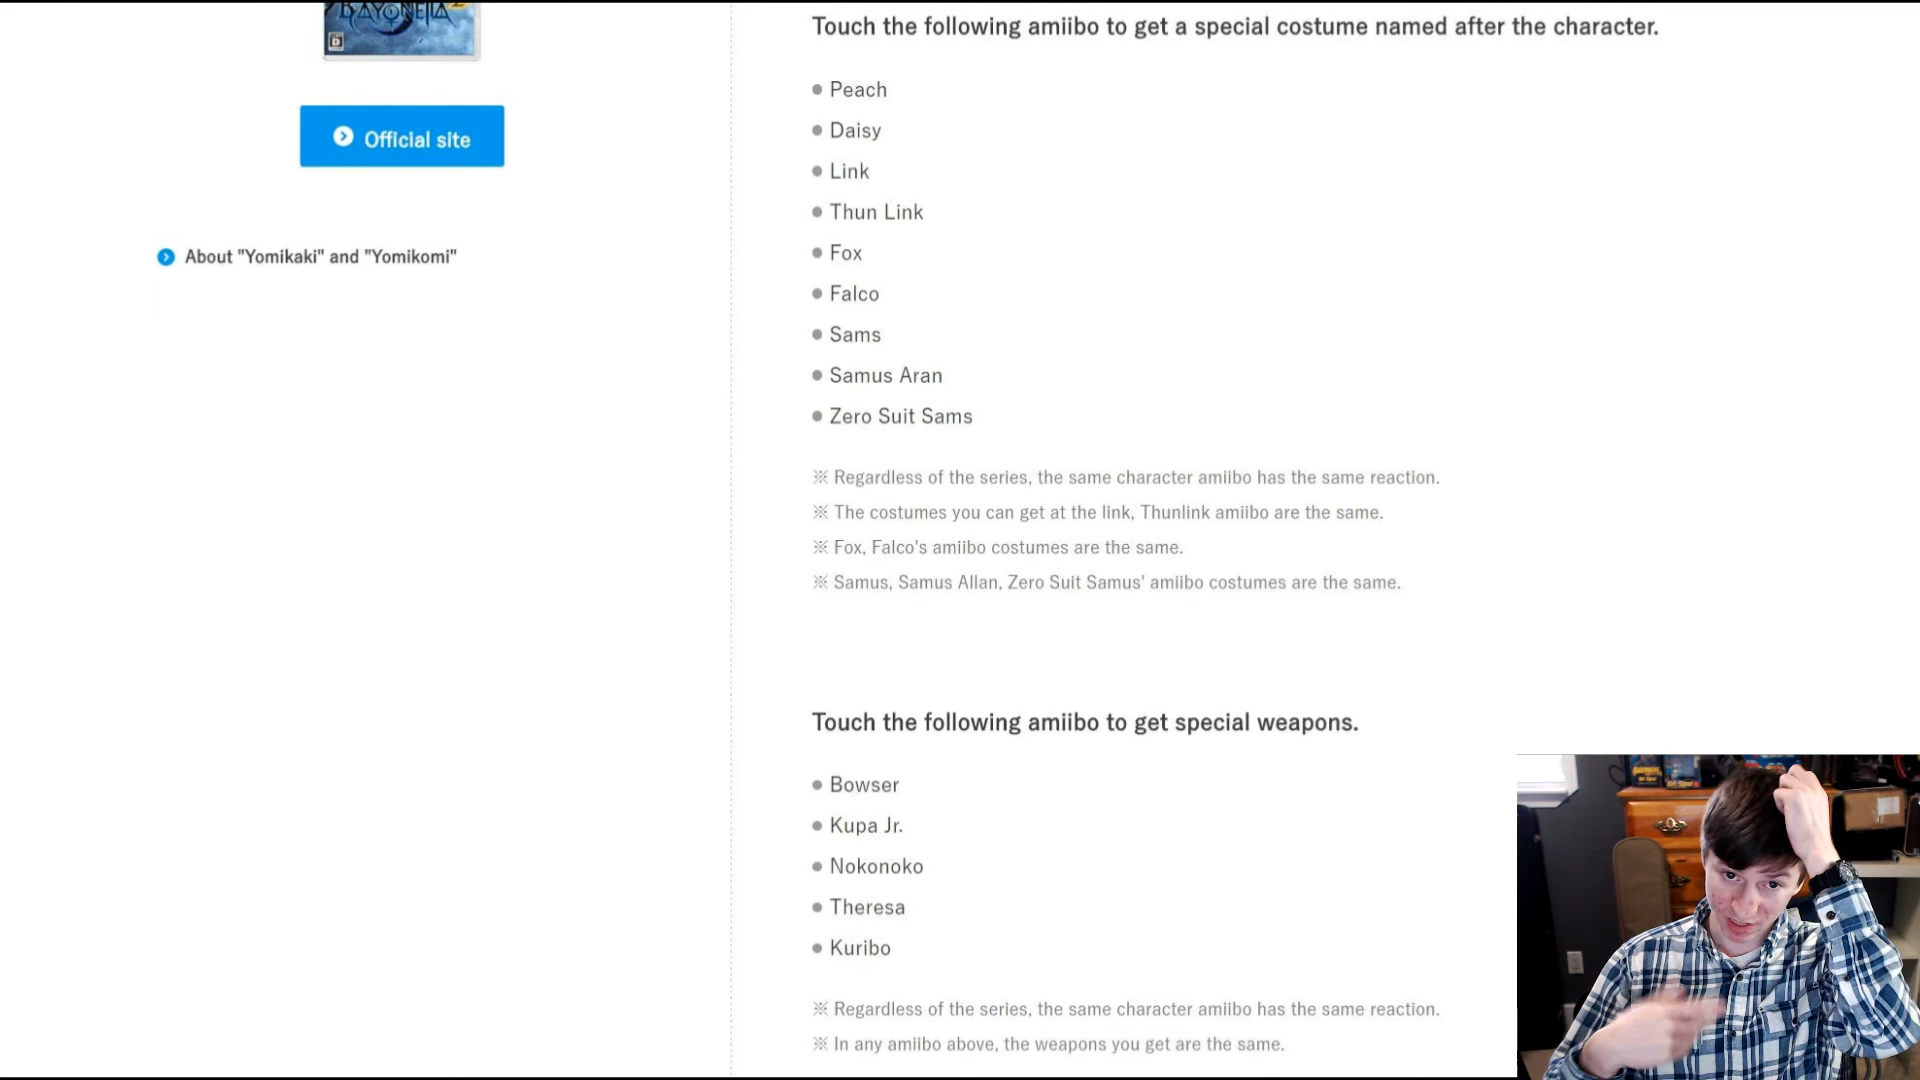 BAYONETTA 2
Official site
About "Yomikaki" and "Yomikomi"
Touch the following amiibo to get a special costume named after the character.
Peach
Daisy
Link
Thun Link
Fox
Falco
Sams
Samus Aran
Zero Suit Sams
※ Regardless of the series, the same character amiibo has the same reaction.
※ The costumes you can get at the link, Thunlink amiibo are the same.
※ Fox, Falco's amiibo costumes are the same.
※ Samus, Samus Allan, Zero Suit Samus' amiibo costumes are the same.
Touch the following amiibo to get special weapons.
Bowser
Kupa Jr.
Nokonoko
Theresa
Kuribo
※ Regardless of the series, the same character amiibo has the same reaction.
※ In any amiibo above, the weapons you get are the same.